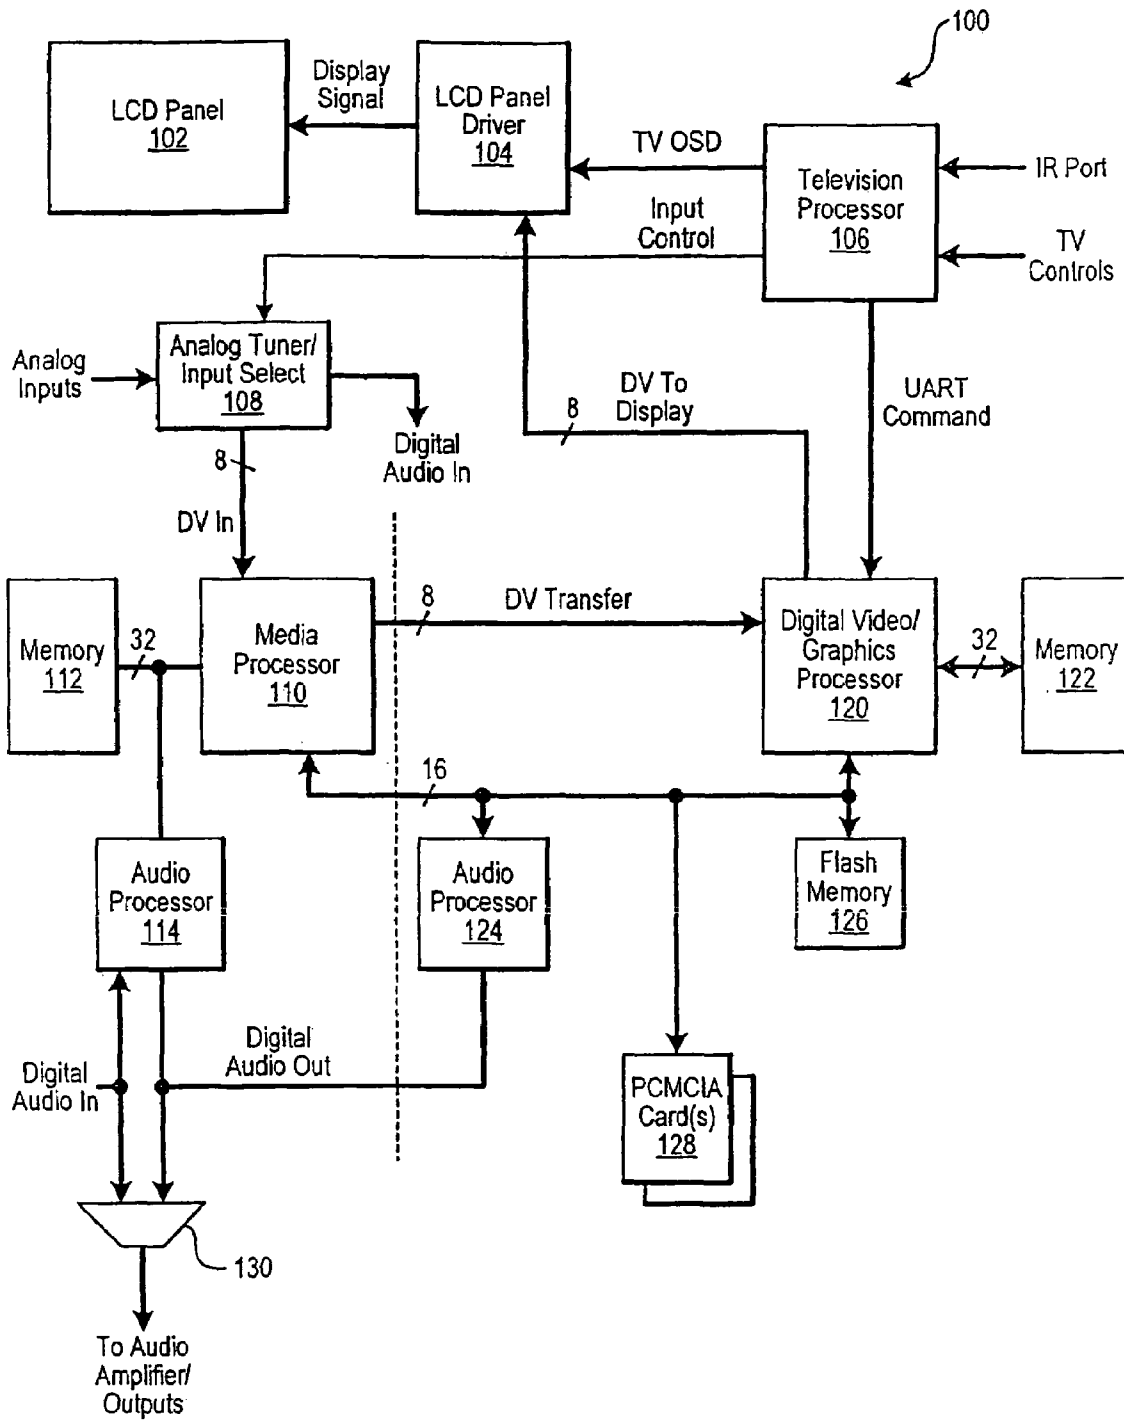 100
LCD Panel
102
Display
Signal
LCD Panel
Driver
104
TV OSD
Television
Processor
106
IR Port
TV
Controls
Input
Control
Analog
Inputs
Analog Tuner/
Input Select
108
Digital
Audio In
8
DV In
8
DV To
Display
UART
Command
Memory
112
32
Media
Processor
110
8
DV Transfer
Digital Video/
Graphics
Processor
120
32
Memory
122
16
Audio
Processor
114
Audio
Processor
124
Flash
Memory
126
Digital
Audio In
Digital
Audio Out
PCMCIA
Card(s)
128
130
To Audio
Amplifier/
Outputs